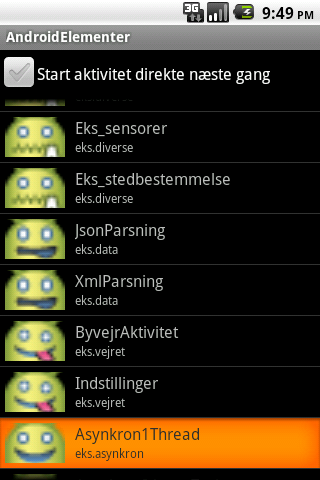 3G 9:49 PM
AndroidElementer
Start aktivitet direkte næste gang
Eks_sensorer
eks.diverse
Eks_stedbestemmelse
eks.diverse
JsonParsning
eks.data
XmlParsning
eks.data
ByvejrAktivitet
eks.vejret
Indstillinger
eks.vejret
Asynkron1Thread
eks.asynkron